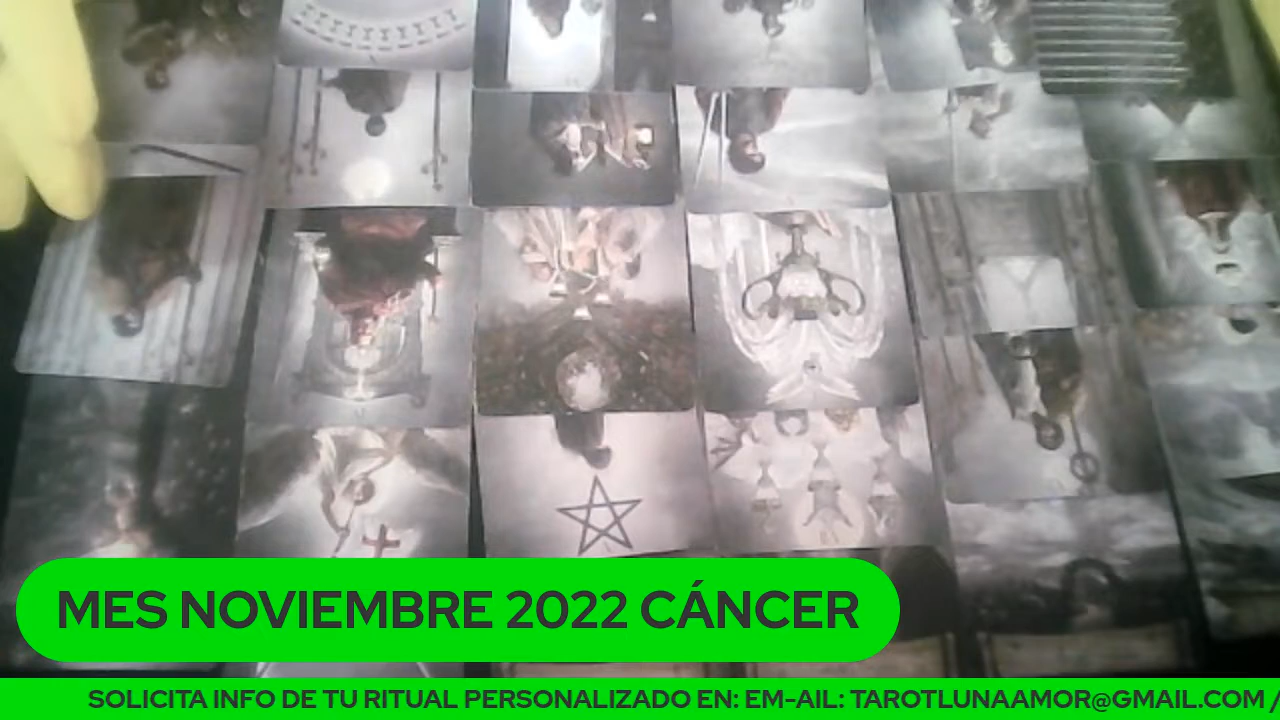 MES NOVIEMBRE 2022 CÁNCER
SOLICITA INFO DE TU RITUAL PERSONALIZADO EN: EM-AIL: TAROTLUNAAMOR@GMAIL.COM /